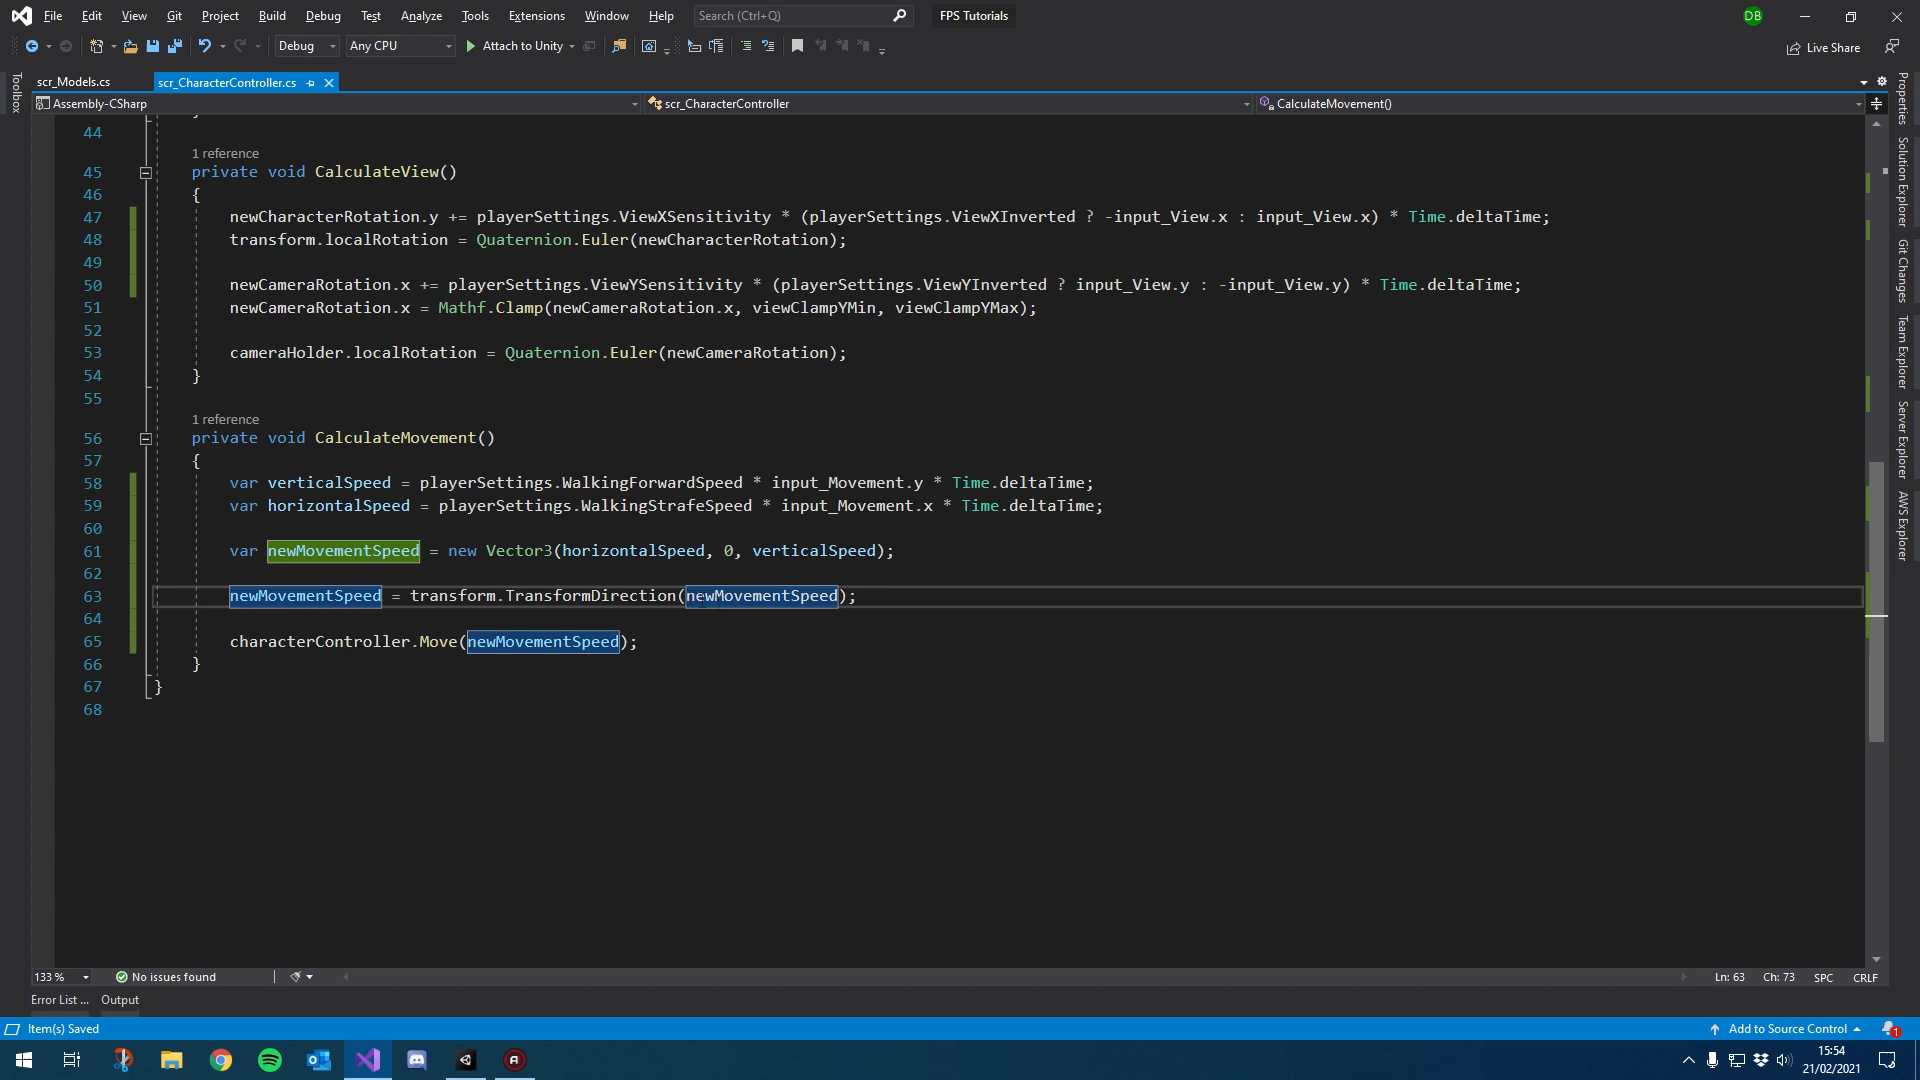 File Edit View Git Project Build Debug Test Analyze Tools Extensions Window Help Search (Ctrl+Q) FPS Tutorials DB
Debug Any CPU Attach to Unity Live Share
scr_Models.cs scr_CharacterController.cs
Assembly-CSharp scr_CharacterController CalculateMovement()
44
1 reference
45 private void CalculateView()
46 {
47 newCharacterRotation.y += playerSettings.ViewXSensitivity * (playerSettings.ViewXInverted ? -input_View.x : input_View.x) * Time.deltaTime;
48 transform.localRotation = Quaternion.Euler(newCharacterRotation);
49
50 newCameraRotation.x += playerSettings.ViewYSensitivity * (playerSettings.ViewYInverted ? input_View.y : -input_View.y) * Time.deltaTime;
51 newCameraRotation.x = Mathf.Clamp(newCameraRotation.x, viewClampYMin, viewClampYMax);
52
53 cameraHolder.localRotation = Quaternion.Euler(newCameraRotation);
54 }
55
1 reference
56 private void CalculateMovement()
57 {
58 var verticalSpeed = playerSettings.WalkingForwardSpeed * input_Movement.y * Time.deltaTime;
59 var horizontalSpeed = playerSettings.WalkingStrafeSpeed * input_Movement.x * Time.deltaTime;
60
61 var newMovementSpeed = new Vector3(horizontalSpeed, 0, verticalSpeed);
62
63 newMovementSpeed = transform.TransformDirection(newMovementSpeed);
64
65 characterController.Move(newMovementSpeed);
66 }
67 }
68
Toolbox
Properties
Solution Explorer
Git Changes
Team Explorer
Server Explorer
AWS Explorer
133 % No issues found Ln: 63 Ch: 73 SPC CRLF
Error List ... Output
Item(s) Saved Add to Source Control 1
15:54
21/02/2021